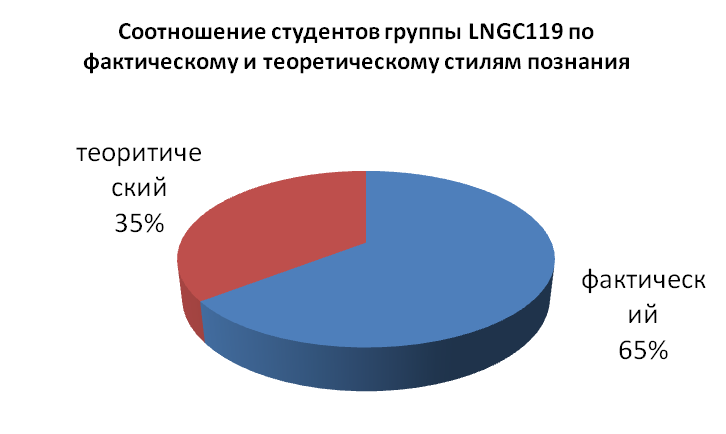 Соотношение студентов группы LNGC119 по
фактическому и теоретическому стилям познания
теоритиче
ский
35%
фактическ
ий
65%